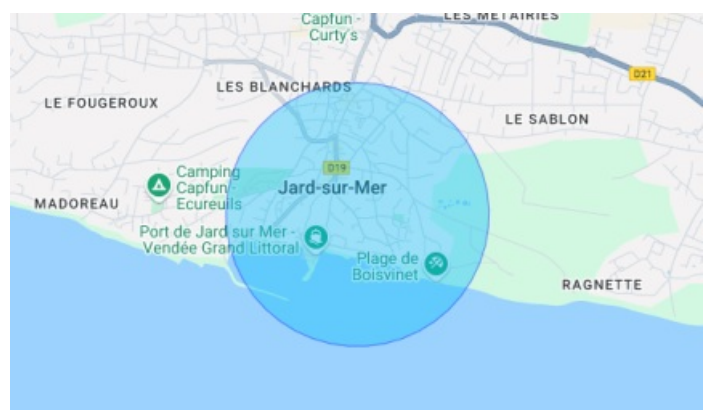 Capfun -
Curty's
LES MÉTAIRIES
D21
LES BLANCHARDS
LE FOUGEROUX
LE SABLON
D19
Camping
Capfun -
Ecureuils
Jard-sur-Mer
MADOREAU
Port de Jard sur Mer -
Vendée Grand Littoral
Plage de
Boisvinet
RAGNETTE